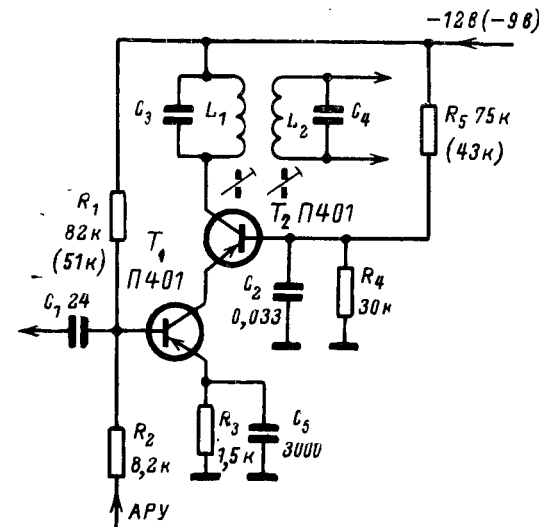 -12В (-9В)
C₃
L₁
L₂
C₄
R₅ 75к
(43к)
R₁
82к
(51к)
T₂ П401
T₁
П401
C₁ 24
C₂
0,033
R₄
30к
R₂
8,2к
R₃
1,5к
C₅
3000
АРУ